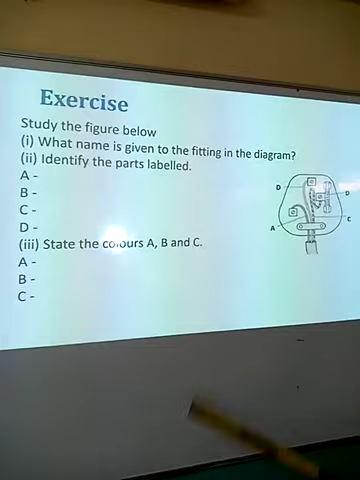 Exercise
Study the figure below
(i) What name is given to the fitting in the diagram?
(ii) Identify the parts labelled.
A -
B -
C -
D -
(iii) State the colours A, B and C.
A -
B -
C -
D
D
C
A